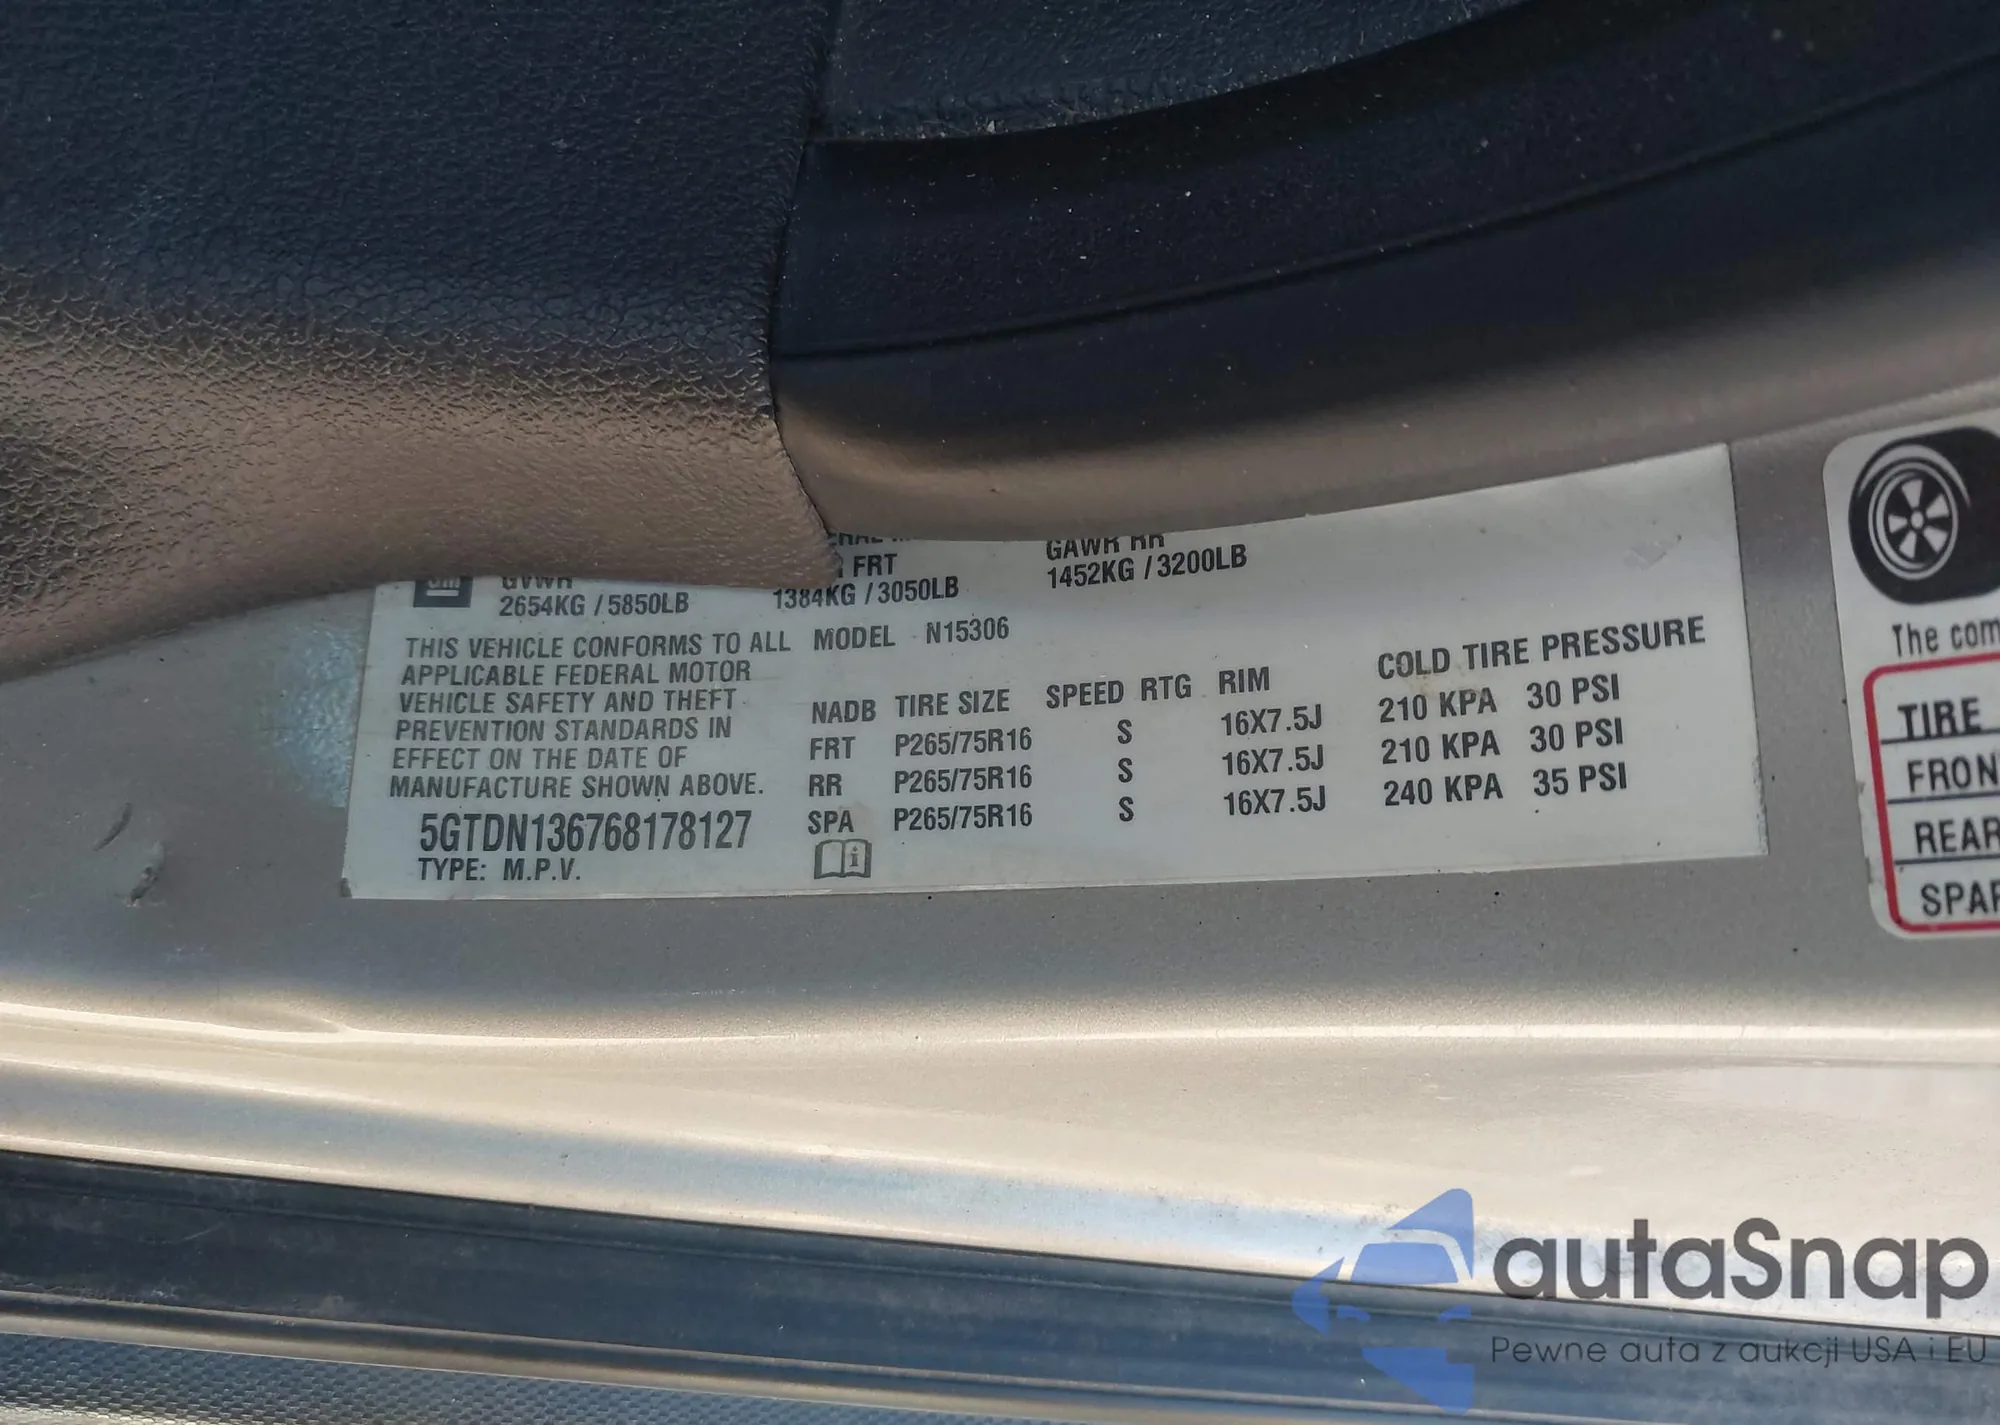 GVWR
2654KG / 5850LB
FRT
1384KG / 3050LB
GAWR RR
1452KG / 3200LB
THIS VEHICLE CONFORMS TO ALL
APPLICABLE FEDERAL MOTOR
VEHICLE SAFETY AND THEFT
PREVENTION STANDARDS IN
EFFECT ON THE DATE OF
MANUFACTURE SHOWN ABOVE.
5GTDN136768178127
TYPE: M.P.V.
MODEL N15306
NADB TIRE SIZE SPEED RTG RIM COLD TIRE PRESSURE
FRT P265/75R16 S 16X7.5J 210 KPA 30 PSI
RR P265/75R16 S 16X7.5J 210 KPA 30 PSI
SPA P265/75R16 S 16X7.5J 240 KPA 35 PSI
The com
TIRE
FRON
REAR
SPAR
autaSnap
Pewne auta z aukcji USA i EU